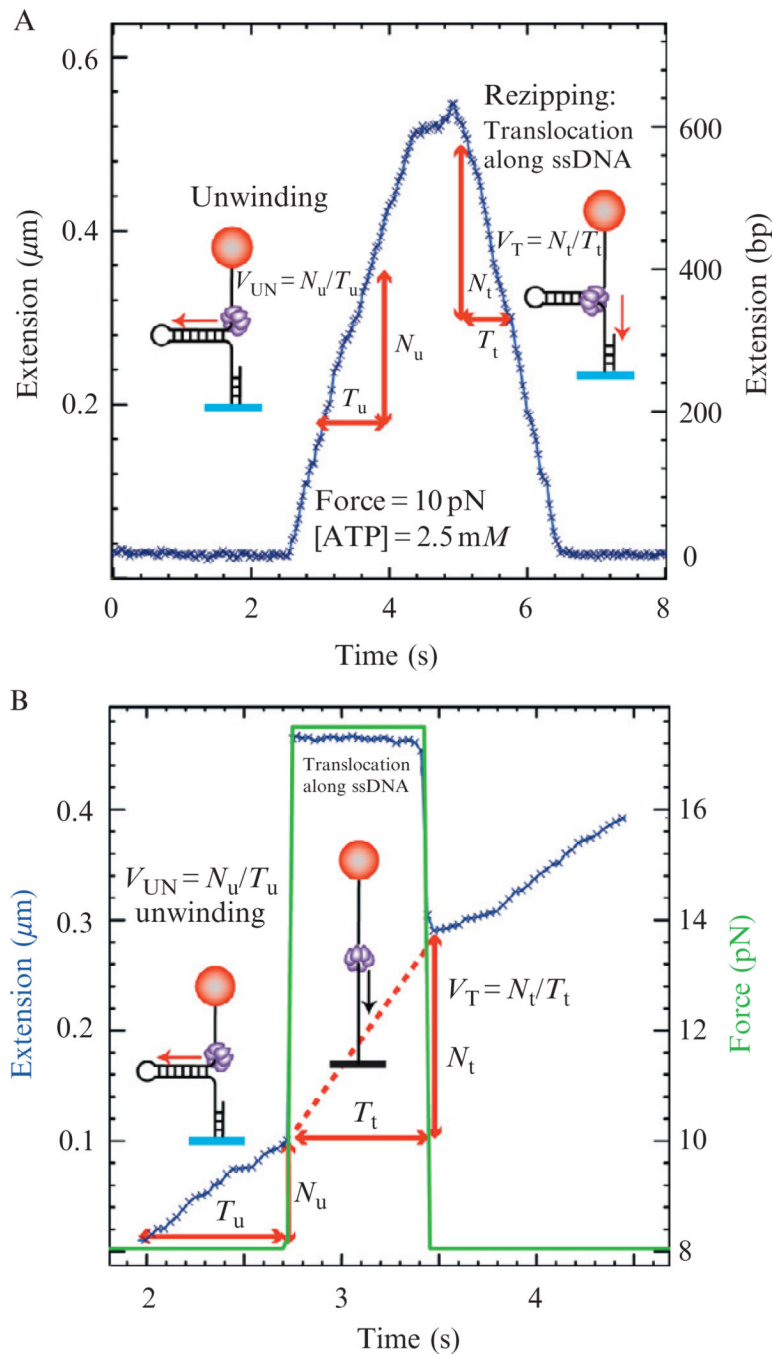 A
0.6
0.4
0.2
Extension (μm)
Unwinding
V_UN = N_u/T_u
T_u
N_u
Rezipping:
Translocation
along ssDNA
V_T = N_t/T_t
N_t
T_t
Force = 10 pN
[ATP] = 2.5 mM
600
400
200
0
Extension (bp)
0 2 4 6 8
Time (s)
B
0.4
0.3
0.2
0.1
Extension (μm)
Translocation
along ssDNA
V_UN = N_u/T_u
unwinding
T_u
N_u
V_T = N_t/T_t
N_t
T_t
16
14
12
10
8
Force (pN)
2 3 4
Time (s)